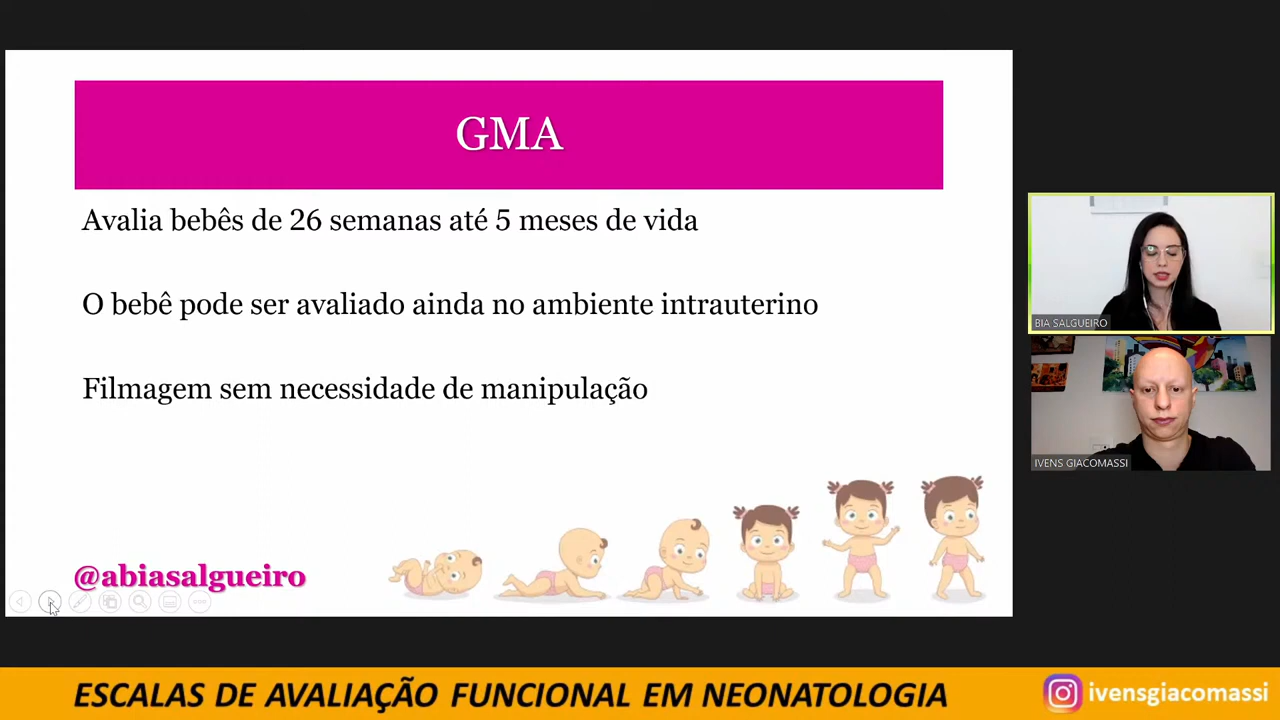 GMA
Avalia bebês de 26 semanas até 5 meses de vida
O bebê pode ser avaliado ainda no ambiente intrauterino
Filmagem sem necessidade de manipulação
@abiasalgueiro
BIA SALGUEIRO
IVENS GIACOMASSI
ESCALAS DE AVALIAÇÃO FUNCIONAL EM NEONATOLOGIA
ivensgiacomassi